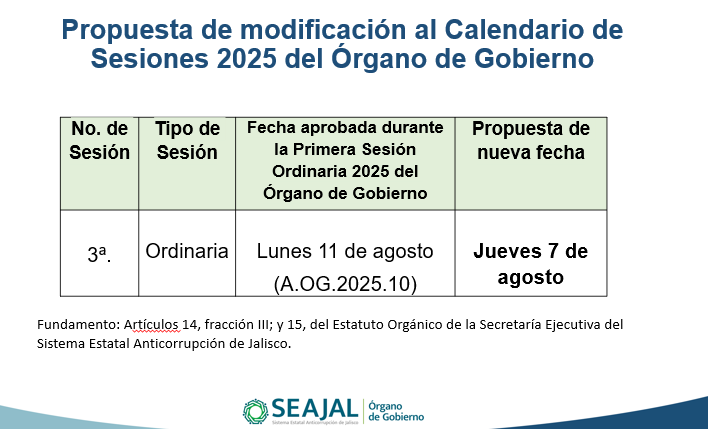 Propuesta de modificación al Calendario de
Sesiones 2025 del Órgano de Gobierno
No. de
Sesión
Tipo de
Sesión
Fecha aprobada durante
la Primera Sesión
Ordinaria 2025 del
Órgano de Gobierno
Propuesta de
nueva fecha
3ª.
Ordinaria
Lunes 11 de agosto
(A.OG.2025.10)
Jueves 7 de
agosto
Fundamento: Artículos 14, fracción III; y 15, del Estatuto Orgánico de la Secretaría Ejecutiva del
Sistema Estatal Anticorrupción de Jalisco.
SEAJAL
Sistema Estatal Anticorrupción de Jalisco
Órgano
de Gobierno